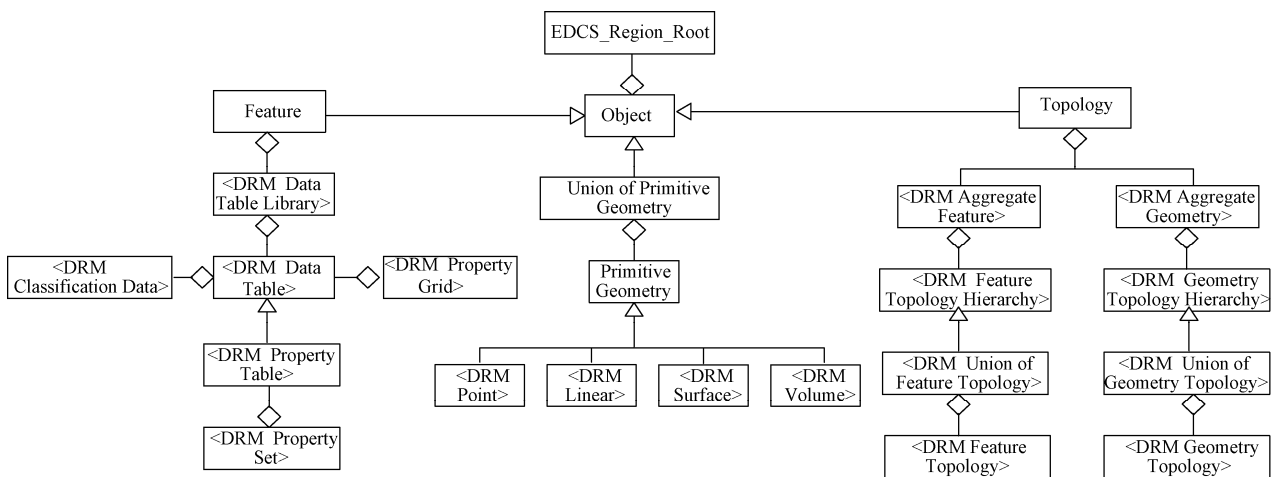 EDCS_Region_Root
Feature
Object
Topology
<DRM Data
Table Library>
Union of Primitive
Geometry
<DRM Aggregate
Feature>
<DRM Aggregate
Geometry>
<DRM
Classification Data>
<DRM Data
Table>
<DRM Property
Grid>
Primitive
Geometry
<DRM Feature
Topology Hierarchy>
<DRM Geometry
Topology Hierarchy>
<DRM Property
Table>
<DRM
Point>
<DRM
Linear>
<DRM
Surface>
<DRM
Volume>
<DRM Union of
Feature Topology>
<DRM Union of
Geometry Topology>
<DRM Property
Set>
<DRM Feature
Topology>
<DRM Geometry
Topology>